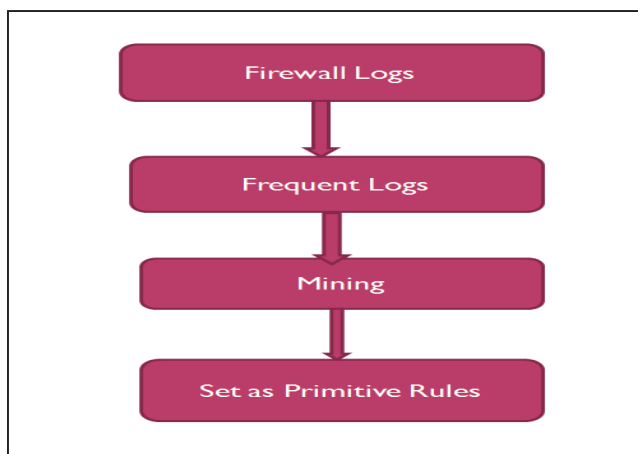 Firewall Logs
Frequent Logs
Mining
Set as Primitive Rules